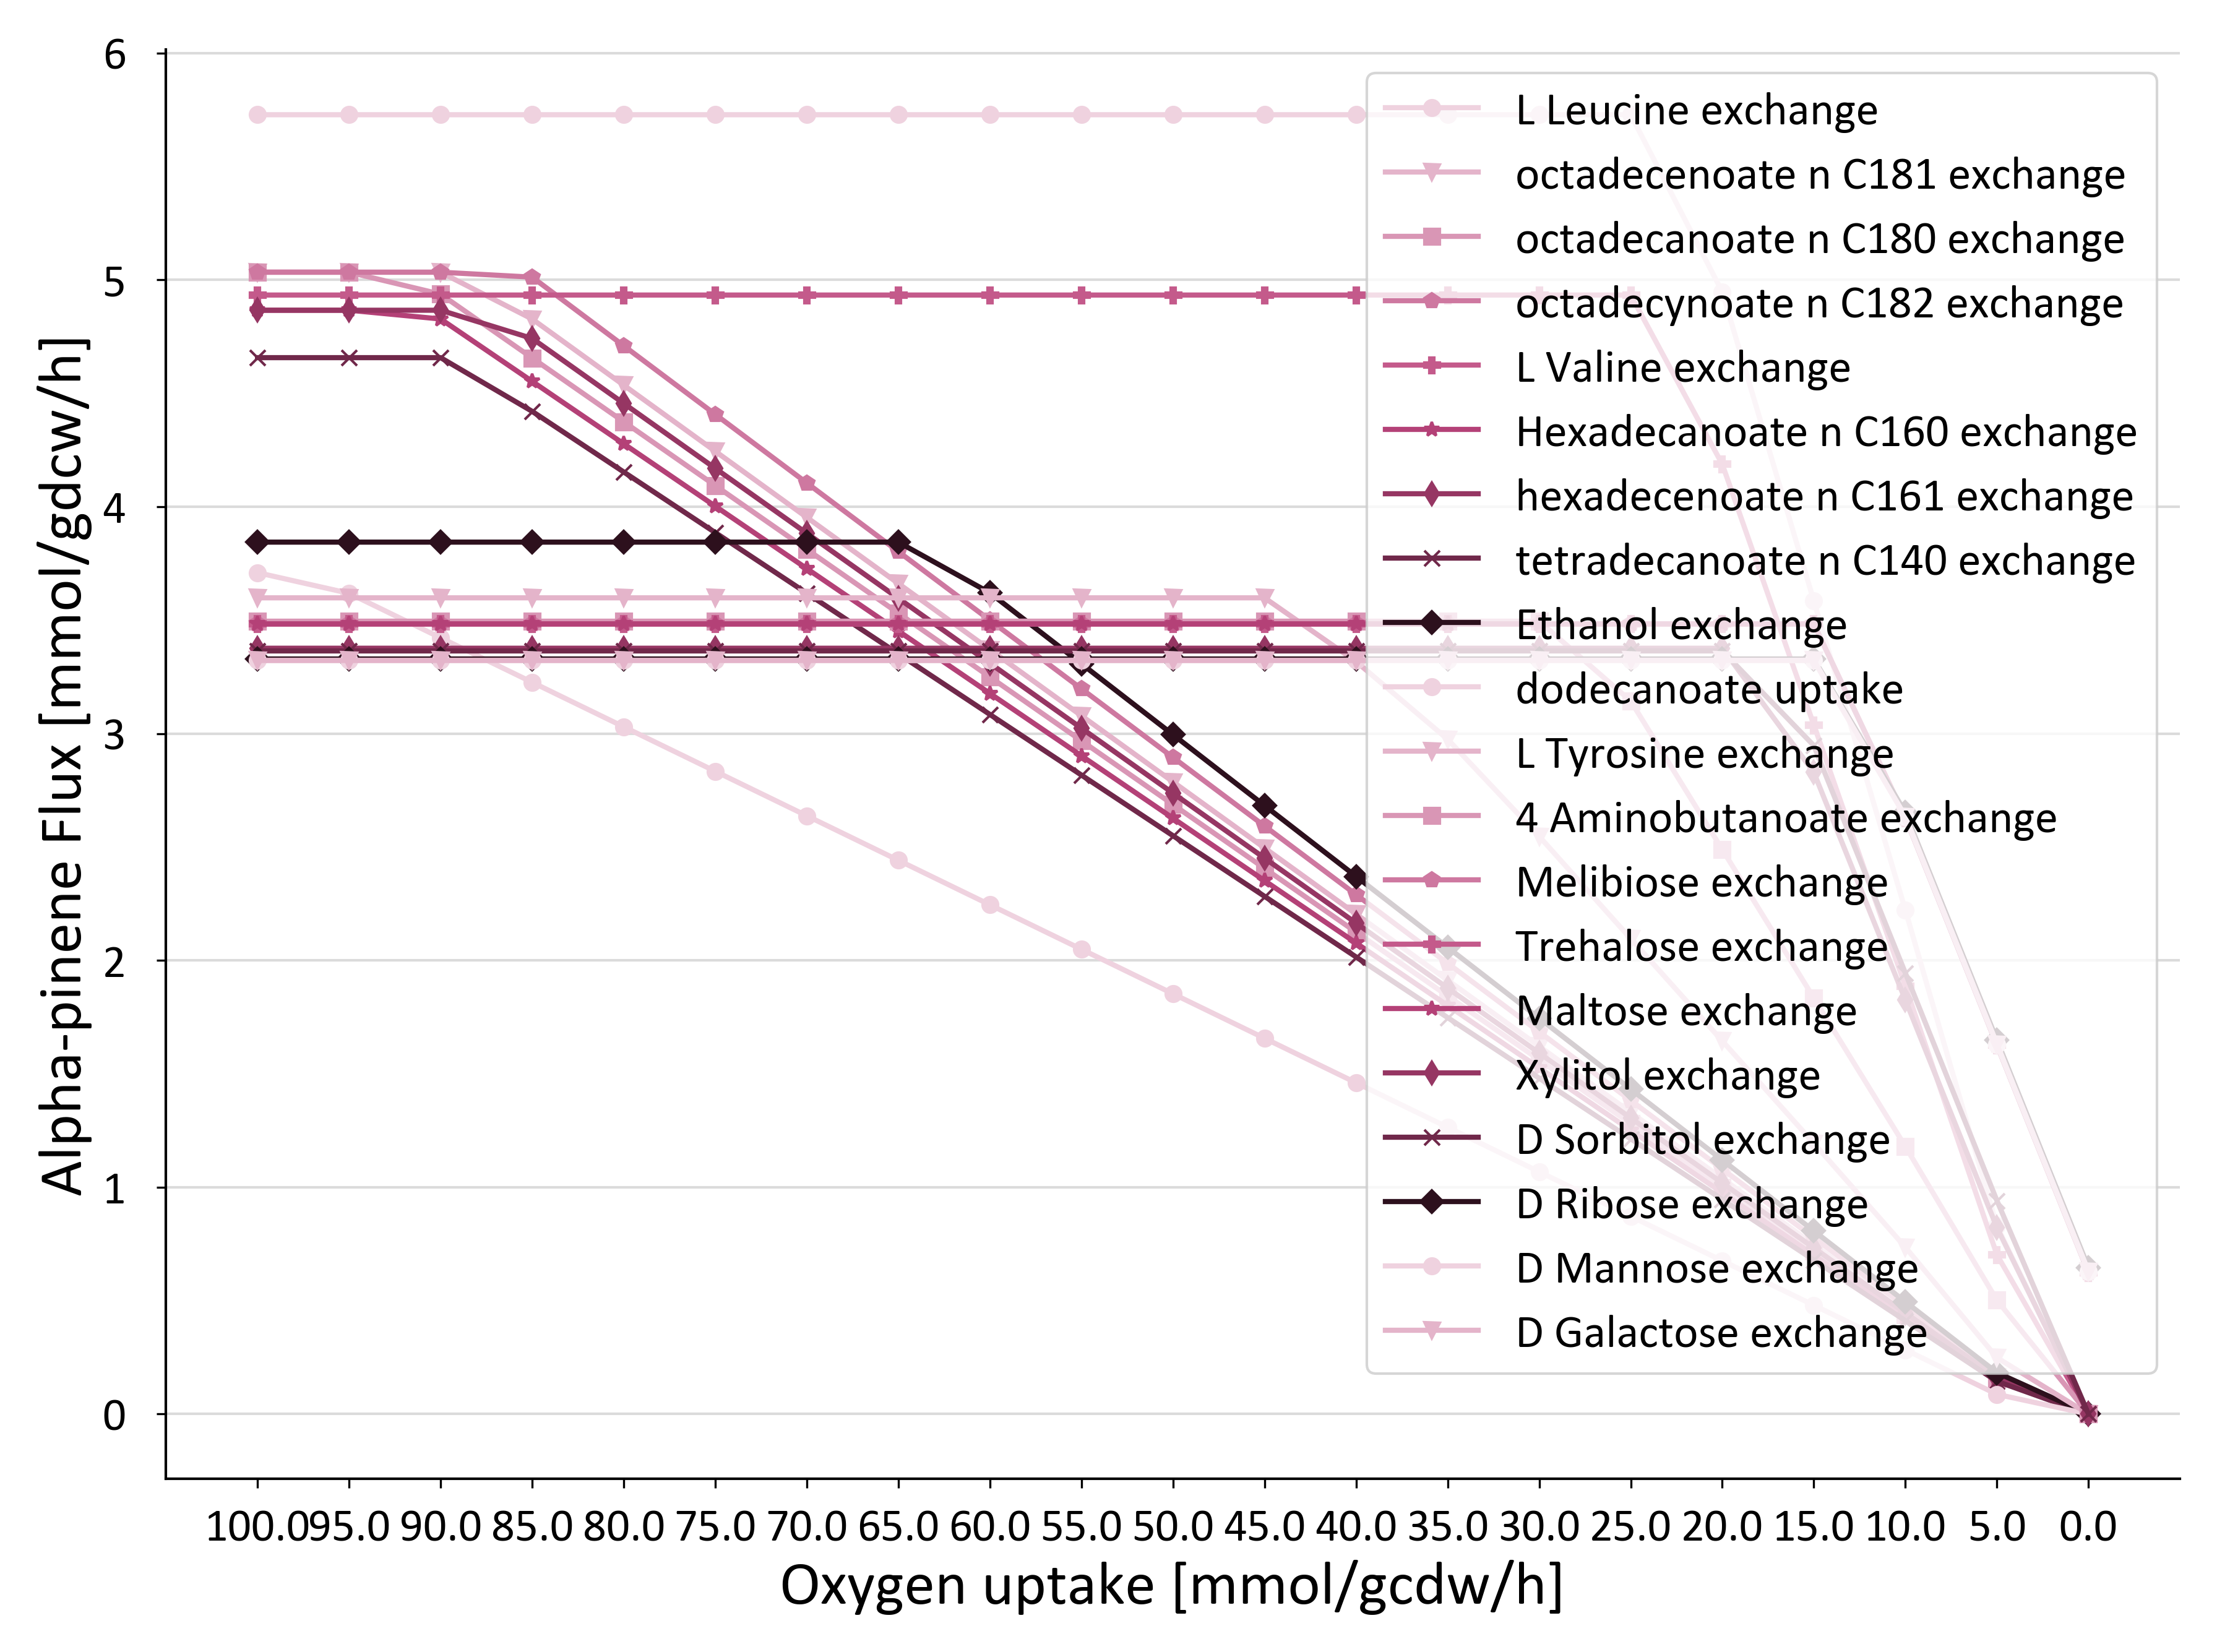 6
5
4
3
2
1
0
Alpha-pinene Flux [mmol/gdcw/h]
L Leucine exchange
octadecenoate n C181 exchange
octadecanoate n C180 exchange
octadecynoate n C182 exchange
L Valine exchange
Hexadecanoate n C160 exchange
hexadecenoate n C161 exchange
tetradecanoate n C140 exchange
Ethanol exchange
dodecanoate uptake
L Tyrosine exchange
4 Aminobutanoate exchange
Melibiose exchange
Trehalose exchange
Maltose exchange
Xylitol exchange
D Sorbitol exchange
D Ribose exchange
D Mannose exchange
D Galactose exchange
100.0 95.0 90.0 85.0 80.0 75.0 70.0 65.0 60.0 55.0 50.0 45.0 40.0 35.0 30.0 25.0 20.0 15.0 10.0 5.0 0.0
Oxygen uptake [mmol/gcdw/h]